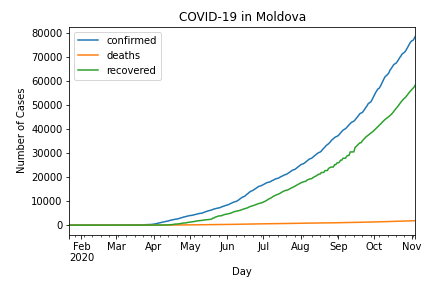 COVID-19 in Moldova
80000
70000
60000
50000
40000
30000
20000
10000
0
Number of Cases
confirmed
deaths
recovered
Feb Mar Apr May Jun Jul Aug Sep Oct Nov
2020
Day